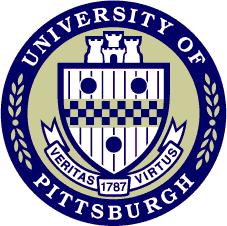 UNIVERSITY OF
PITTSBURGH
VERITAS 1787 VIRTUS